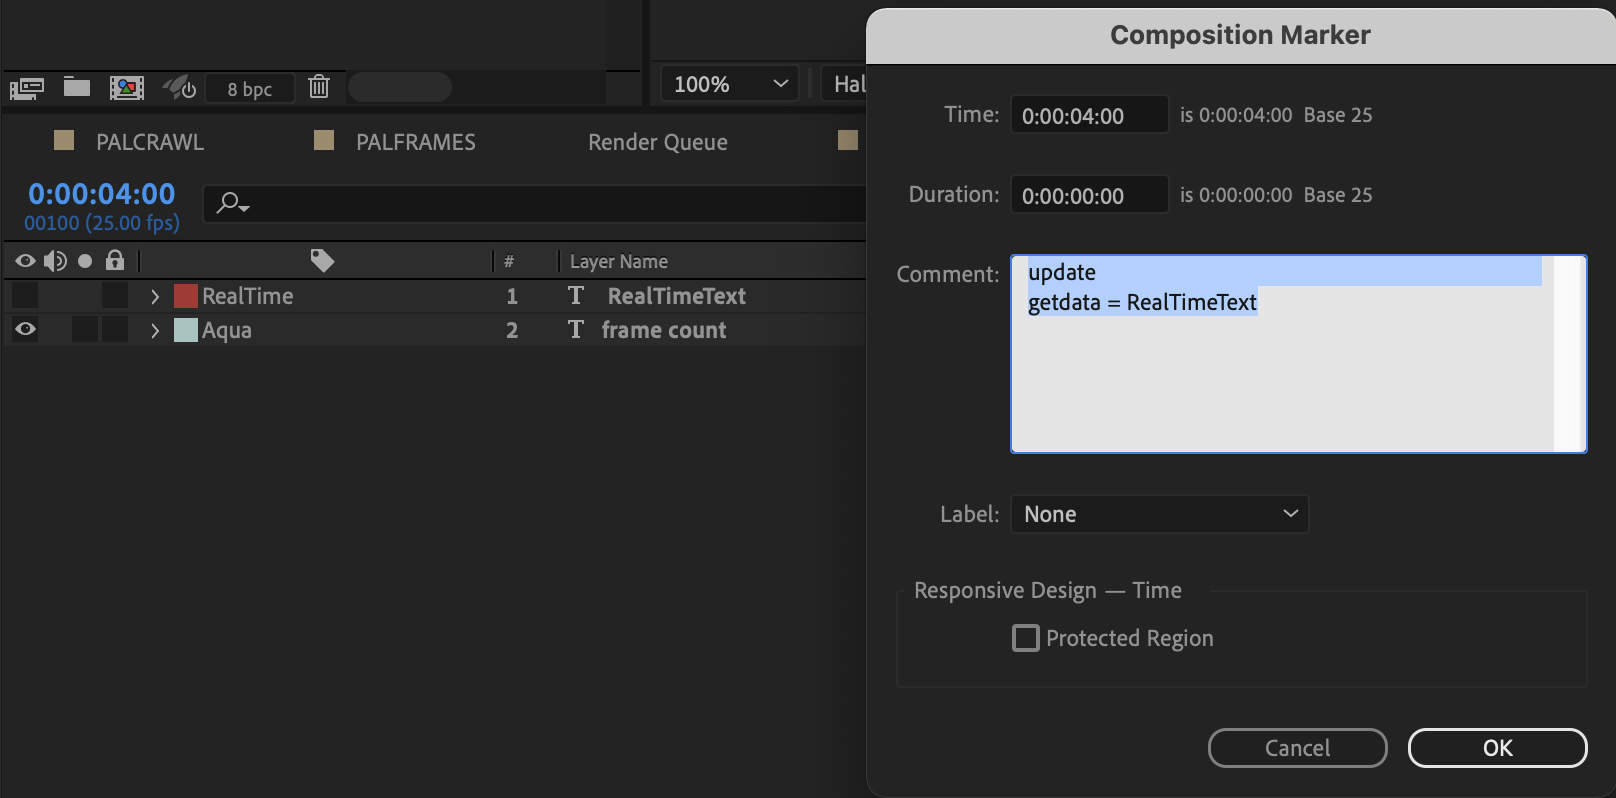 Composition Marker
8 bpc
100%
Hal
Time: 0:00:04:00 is 0:00:04:00 Base 25
PALCRAWL PALFRAMES Render Queue
0:00:04:00
00100 (25.00 fps)
Duration: 0:00:00:00 is 0:00:00:00 Base 25
# Layer Name
RealTime 1 T RealTimeText
Aqua 2 T frame count
Comment: update
getdata = RealTimeText
Label: None
Responsive Design — Time
Protected Region
Cancel OK